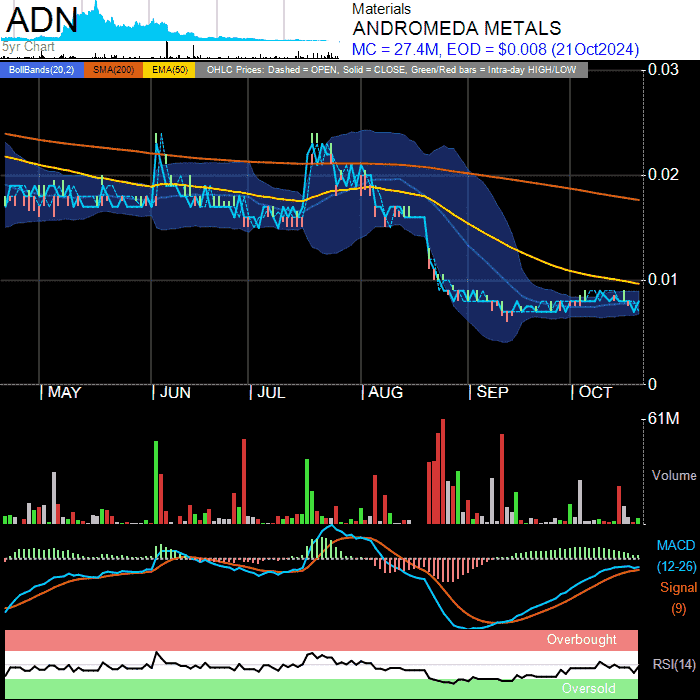 ADN
5yr Chart
Materials
ANDROMEDA METALS
MC = 27.4M, EOD = $0.008 (21Oct2024)
BollBands(20,2) SMA(200) EMA(50) OHLC Prices: Dashed = OPEN, Solid = CLOSE, Green/Red bars = Intra-day HIGH/LOW
0.03
0.02
0.01
0
MAY JUN JUL AUG SEP OCT
61M
Volume
MACD
(12-26)
Signal
(9)
Overbought
RSI(14)
Oversold